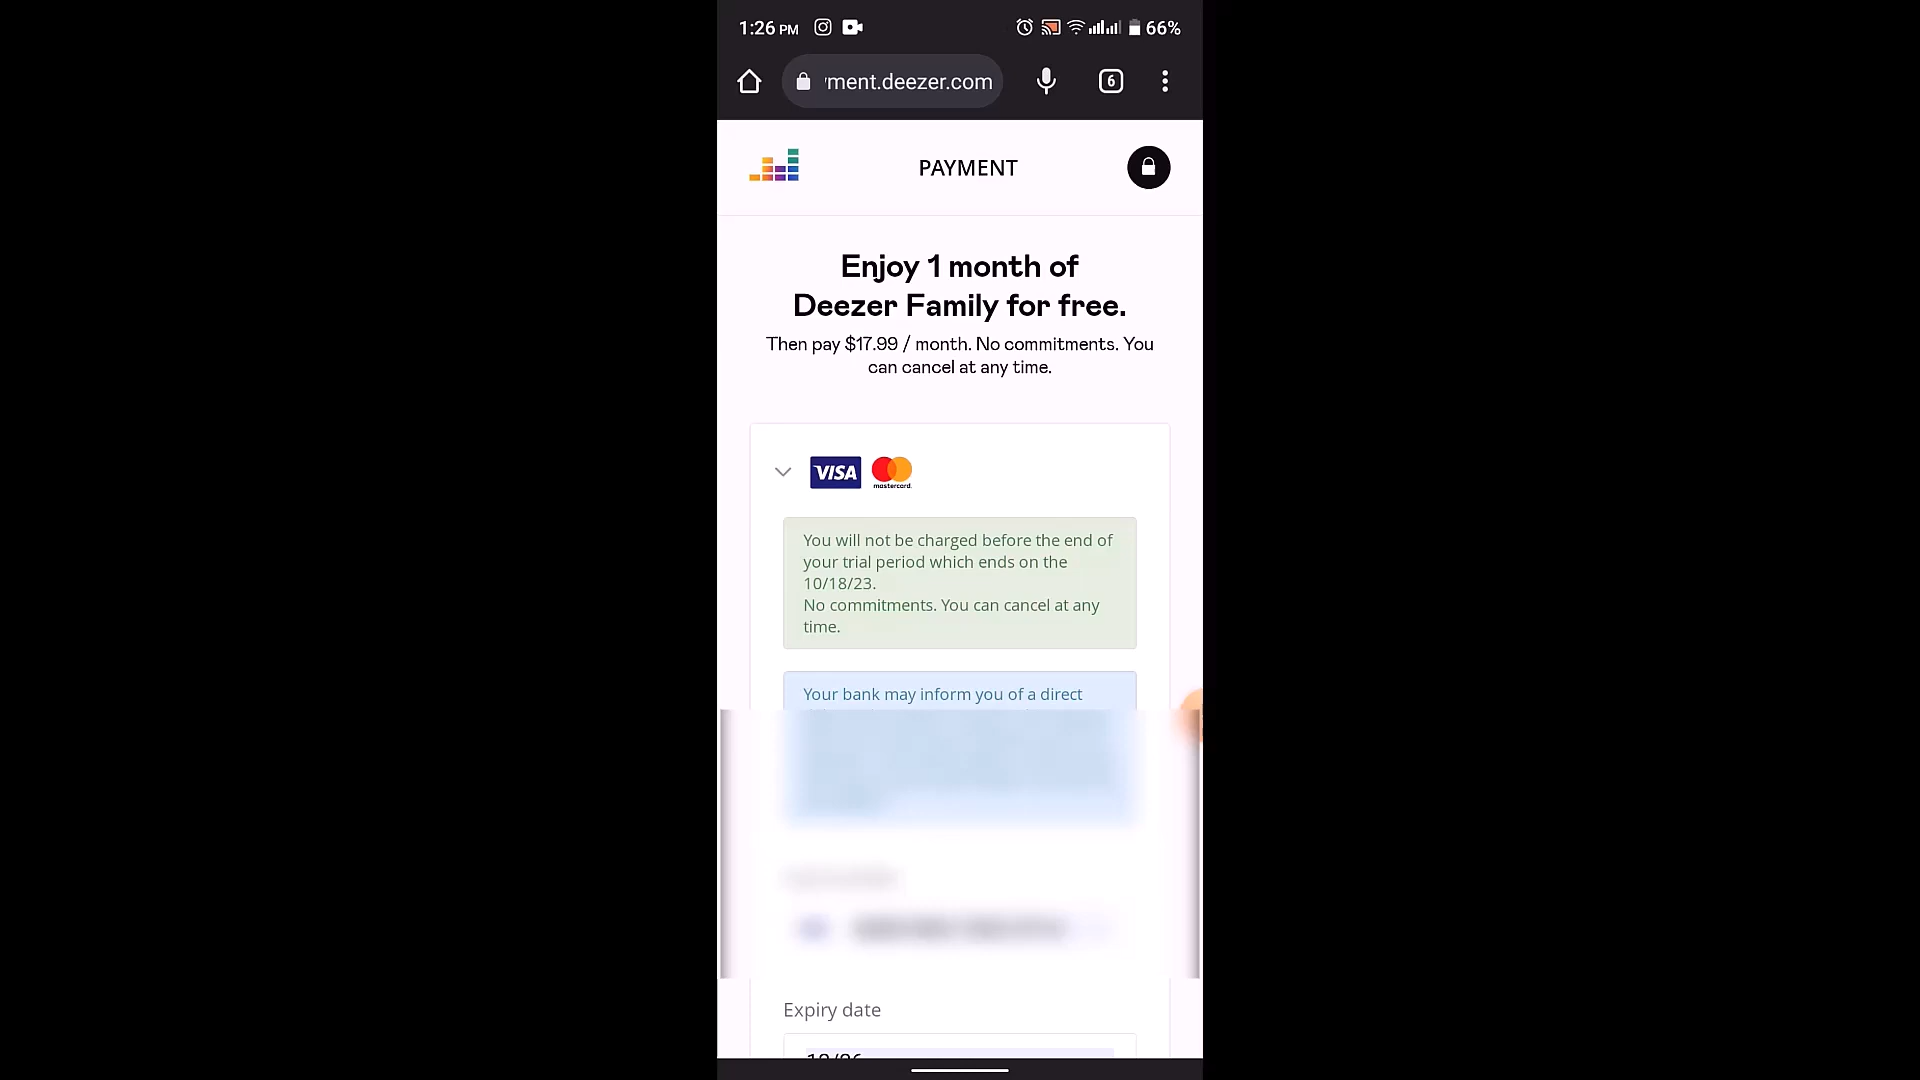 1:26 PM
66%
ment.deezer.com
6
PAYMENT
Enjoy 1 month of
Deezer Family for free.
Then pay $17.99 / month. No commitments. You
can cancel at any time.
VISA
mastercard.
You will not be charged before the end of
your trial period which ends on the
10/18/23.
No commitments. You can cancel at any
time.
Your bank may inform you of a direct
Expiry date